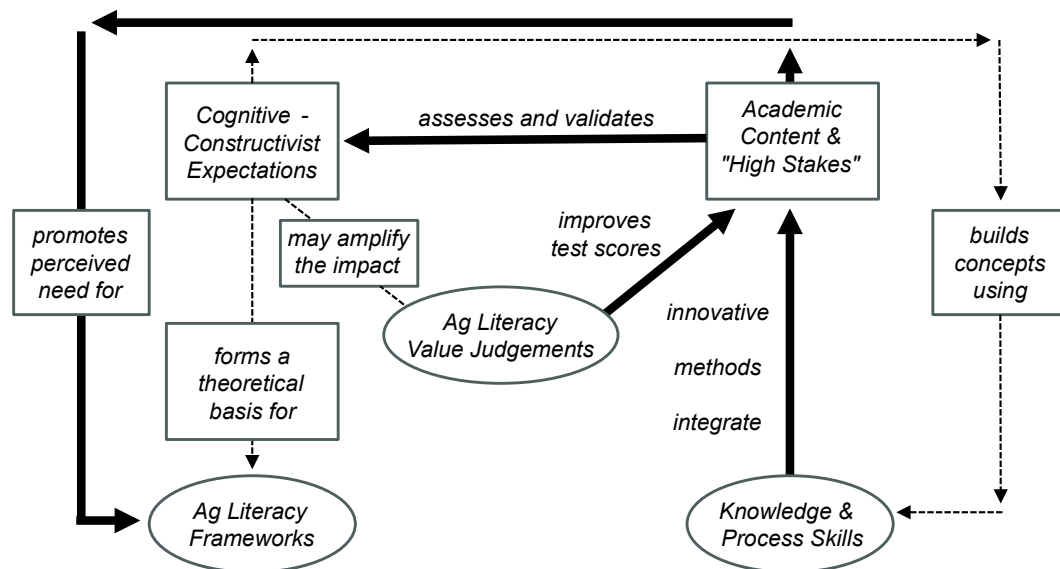 Cognitive -
Constructivist
Expectations
assesses and validates
Academic
Content &
"High Stakes"
promotes
perceived
need for
may amplify
the impact
improves
test scores
builds
concepts
using
Ag Literacy
Value Judgements
innovative
methods
integrate
forms a
theoretical
basis for
Ag Literacy
Frameworks
Knowledge &
Process Skills